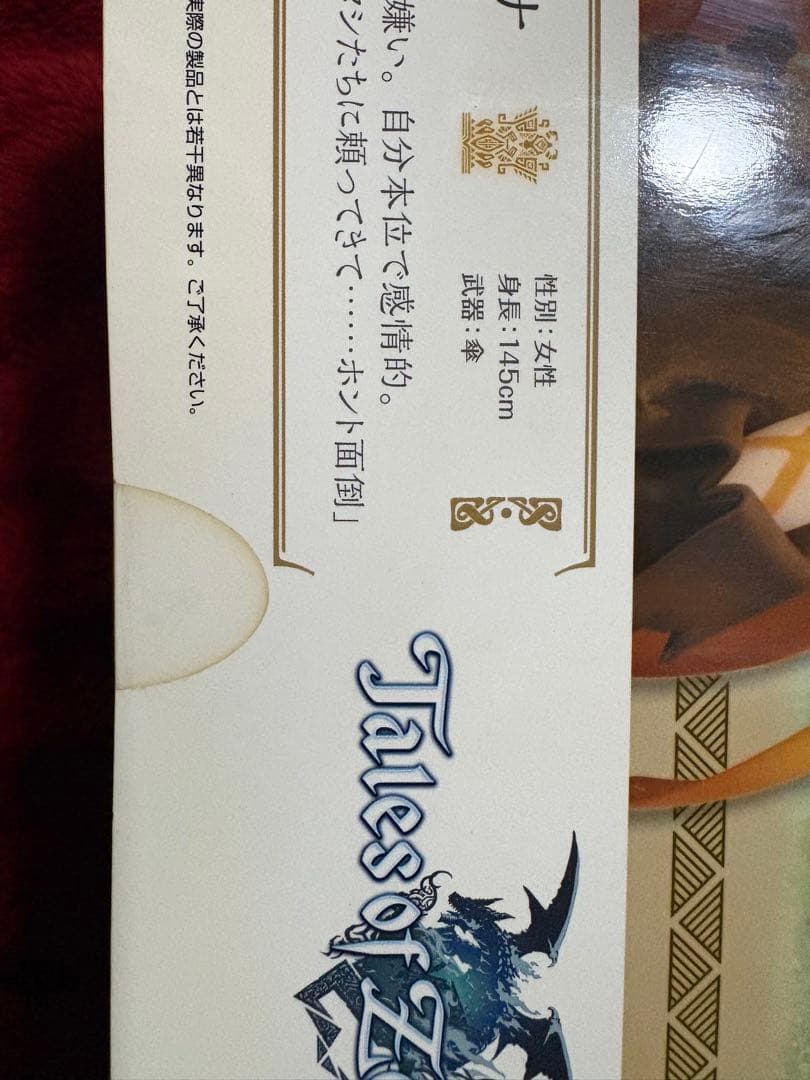 ナ
性別：女性
身長：145cm
武器：傘
嫌い。自分本位で感情的。
シたちに頼ってきて……ホント面倒」
実際の製品とは若干異なります。ご了承ください。
Tales of Ze